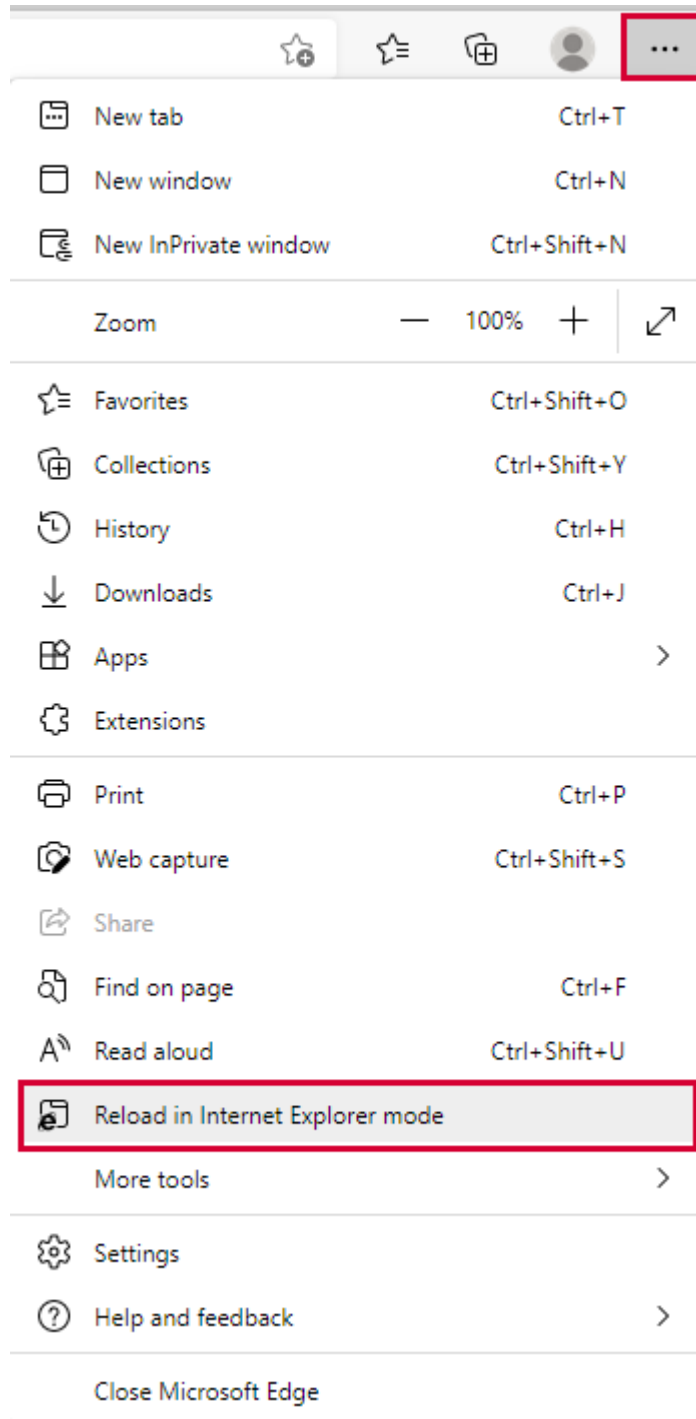 New tab Ctrl+T
New window Ctrl+N
New InPrivate window Ctrl+Shift+N
Zoom — 100% +
Favorites Ctrl+Shift+O
Collections Ctrl+Shift+Y
History Ctrl+H
Downloads Ctrl+J
Apps
Extensions
Print Ctrl+P
Web capture Ctrl+Shift+S
Share
Find on page Ctrl+F
Read aloud Ctrl+Shift+U
Reload in Internet Explorer mode
More tools
Settings
Help and feedback
Close Microsoft Edge